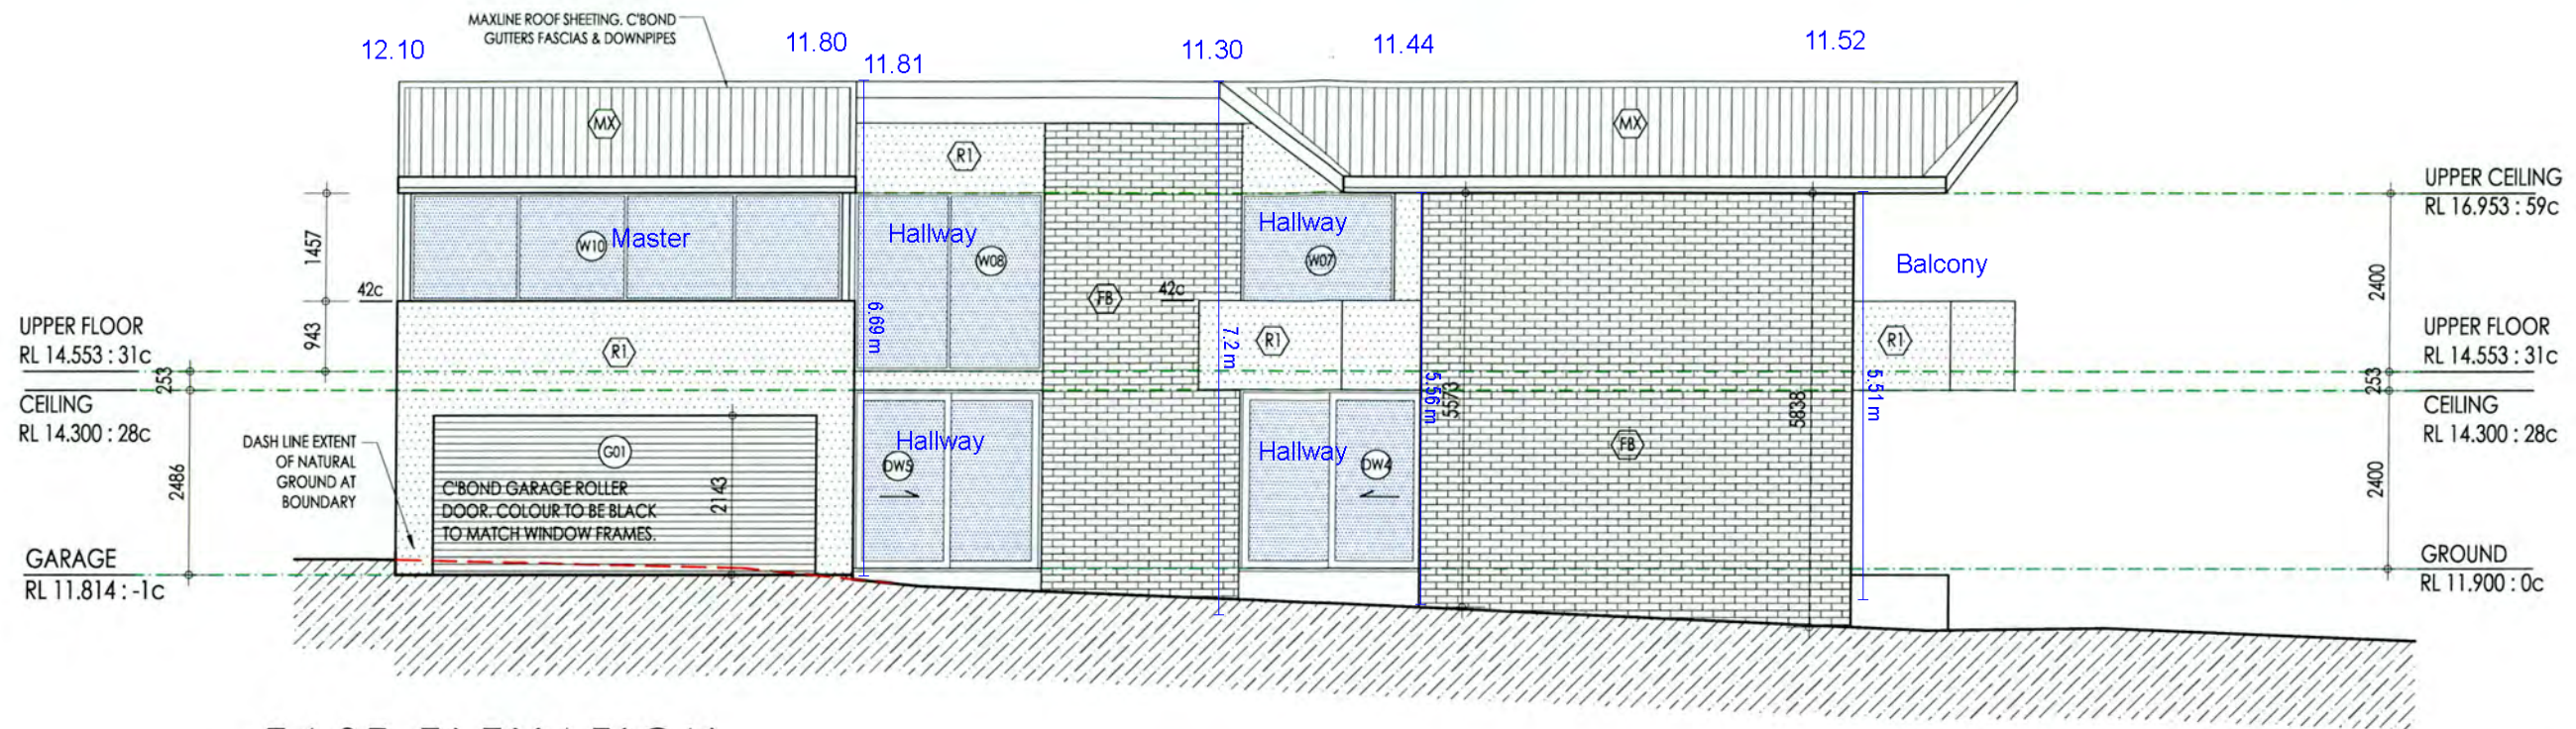 MAXLINE ROOF SHEETING. C'BOND
GUTTERS FASCIAS & DOWNPIPES
12.10
11.80
11.81
11.30
11.44
11.52
MX
R1
MX
UPPER CEILING
RL 16.953 : 59c
1457
W10 Master
Hallway
W08
Hallway
W07
Balcony
2400
42c
FB
42c
943
6.69 m
7.2 m
R1
R1
R1
UPPER FLOOR
RL 14.553 : 31c
UPPER FLOOR
RL 14.553 : 31c
253
253
CEILING
RL 14.300 : 28c
CEILING
RL 14.300 : 28c
5.56 m
5573
5838
5.51 m
DASH LINE EXTENT
OF NATURAL
GROUND AT
BOUNDARY
2486
G01
C'BOND GARAGE ROLLER
DOOR. COLOUR TO BE BLACK
TO MATCH WINDOW FRAMES.
2143
Hallway
DW5
Hallway
DW4
FB
2400
GARAGE
RL 11.814 : -1c
GROUND
RL 11.900 : 0c